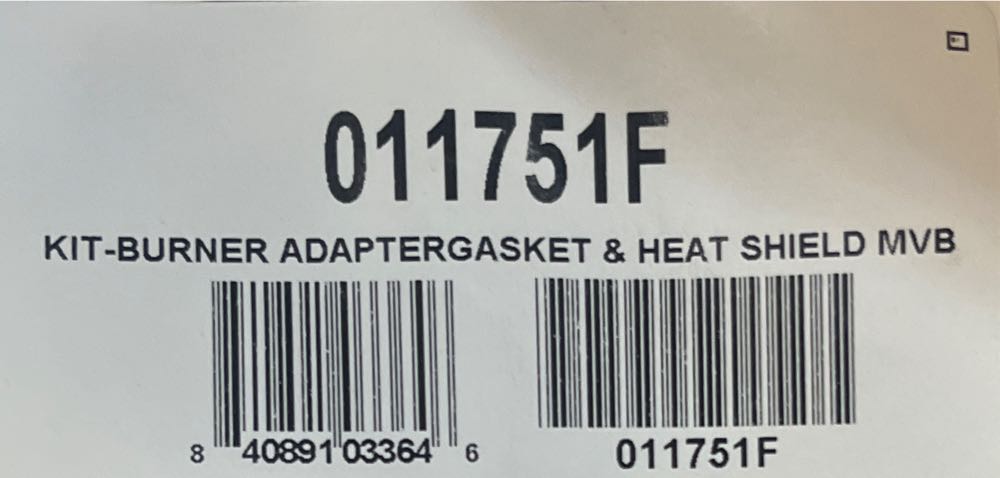 011751F
KIT-BURNER ADAPTERGASKET & HEAT SHIELD MVB
8 40891 03364 6
011751F